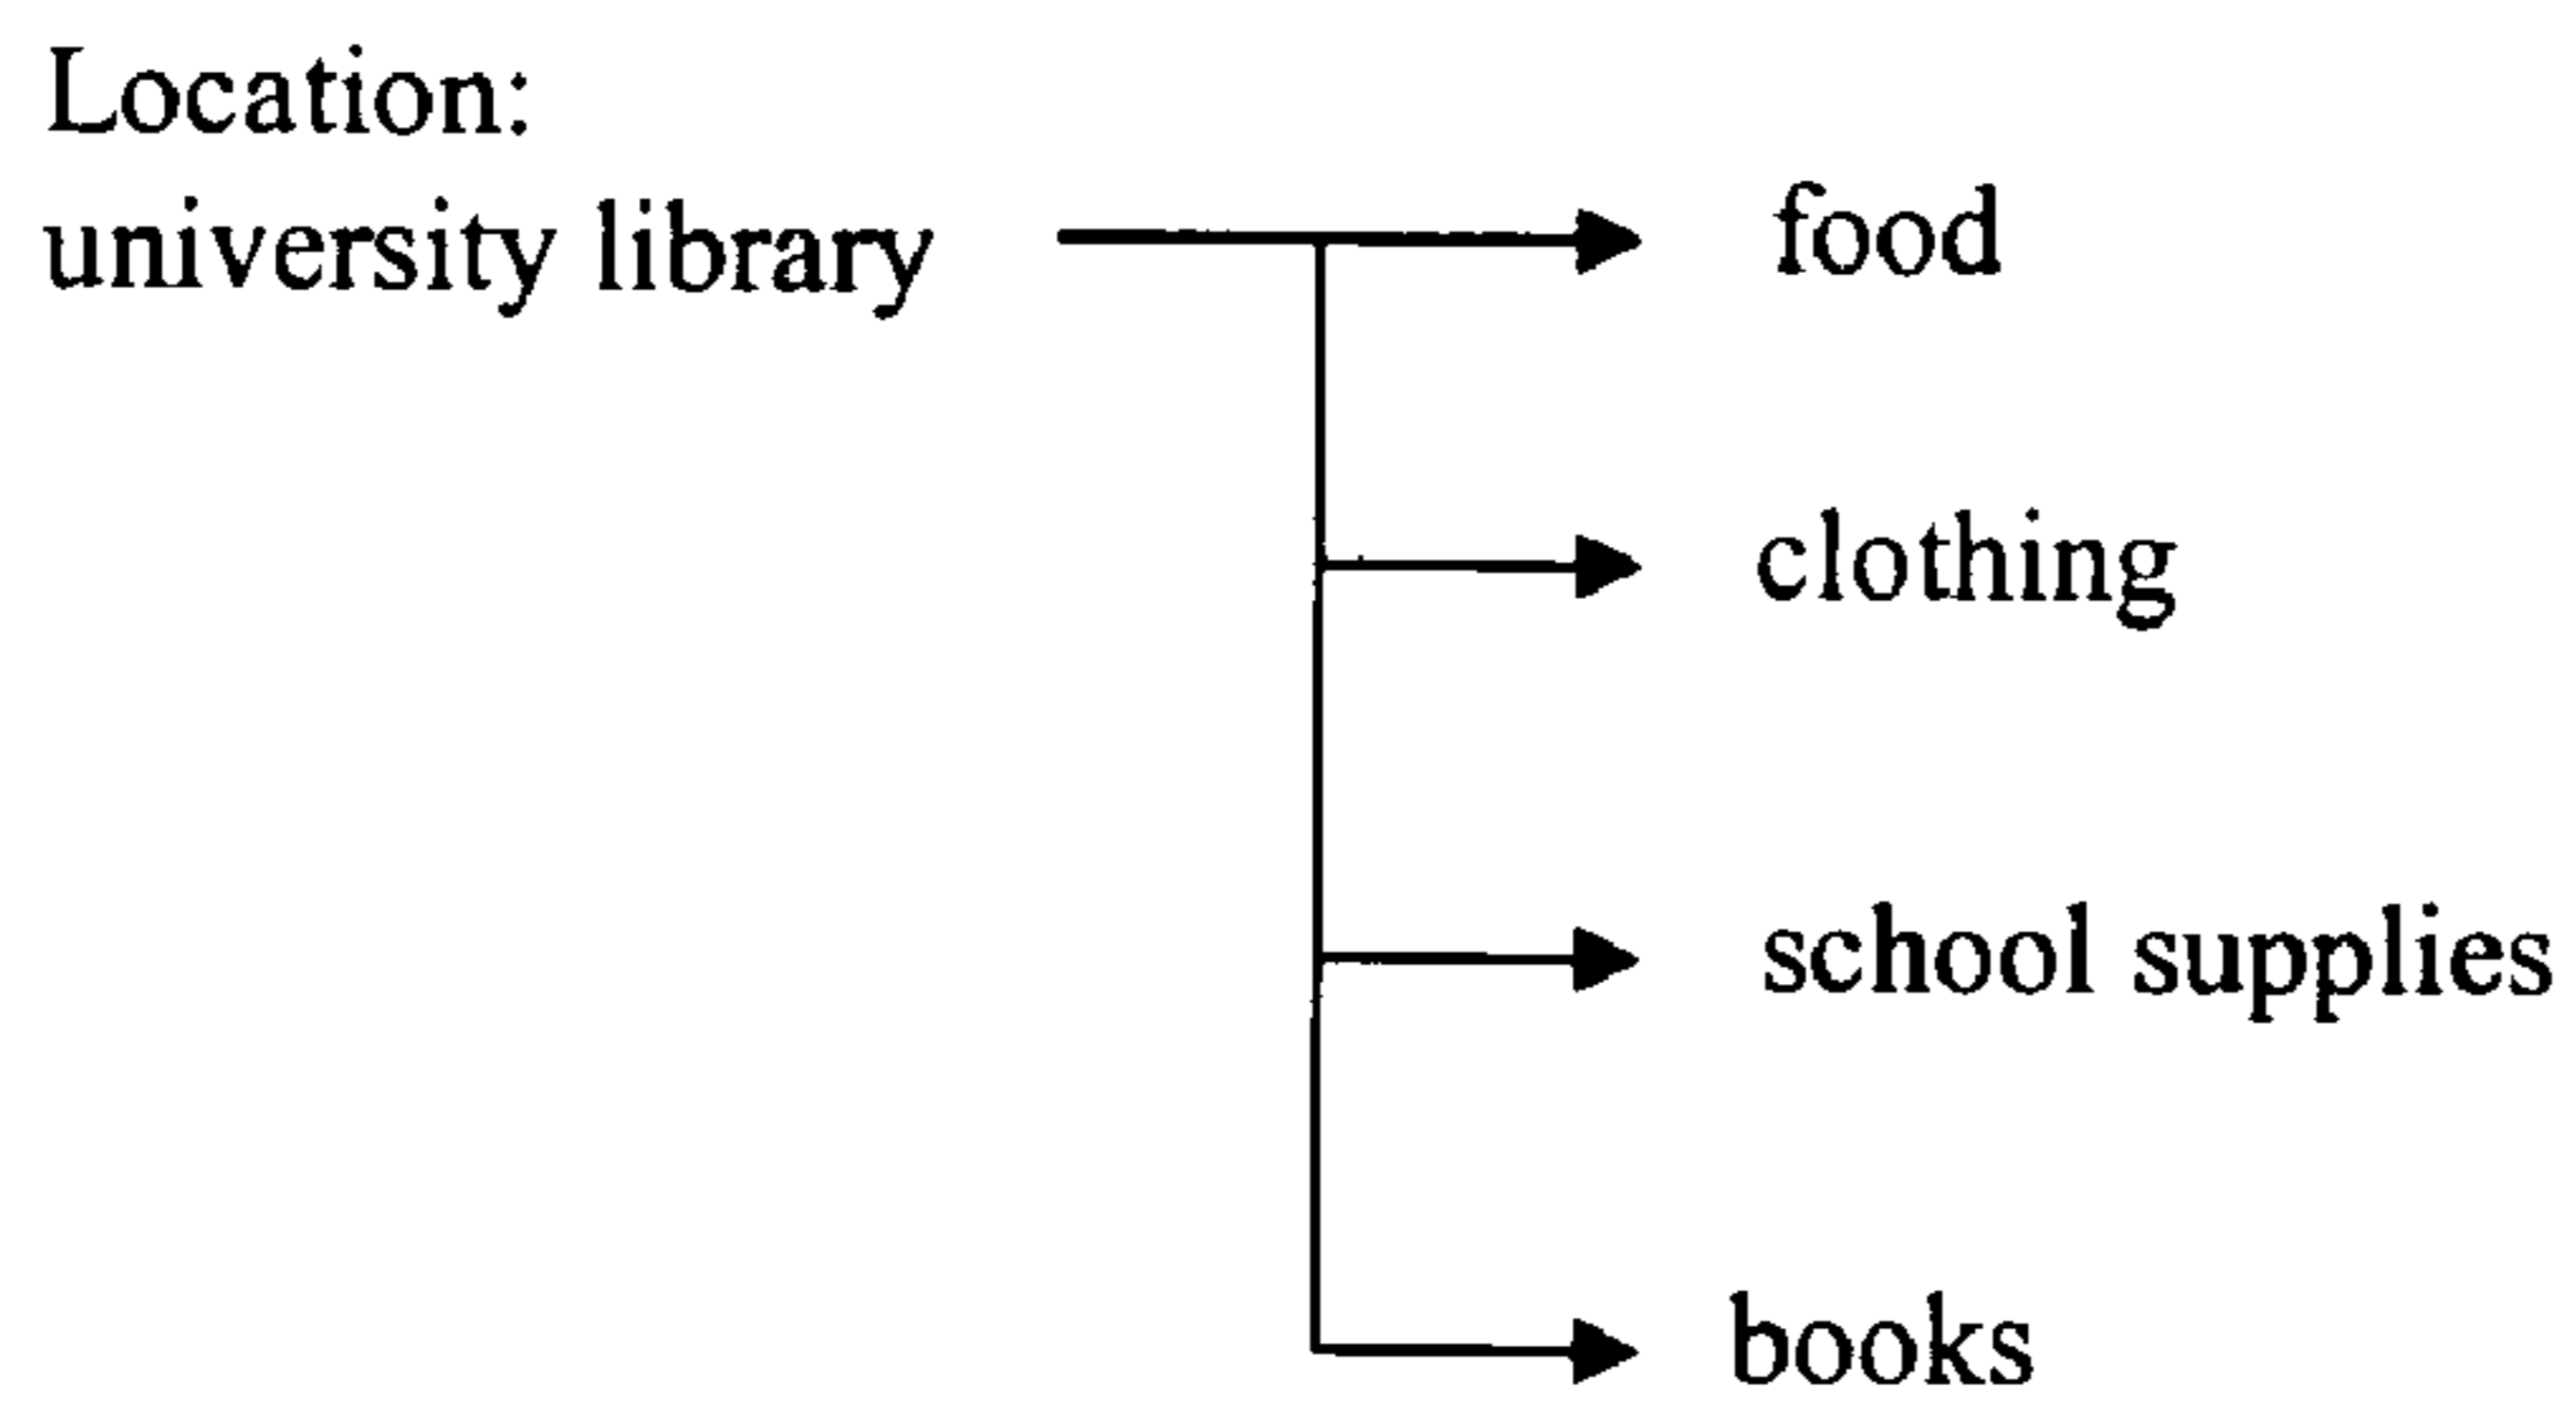 Location:
university library
food
clothing
school supplies
books